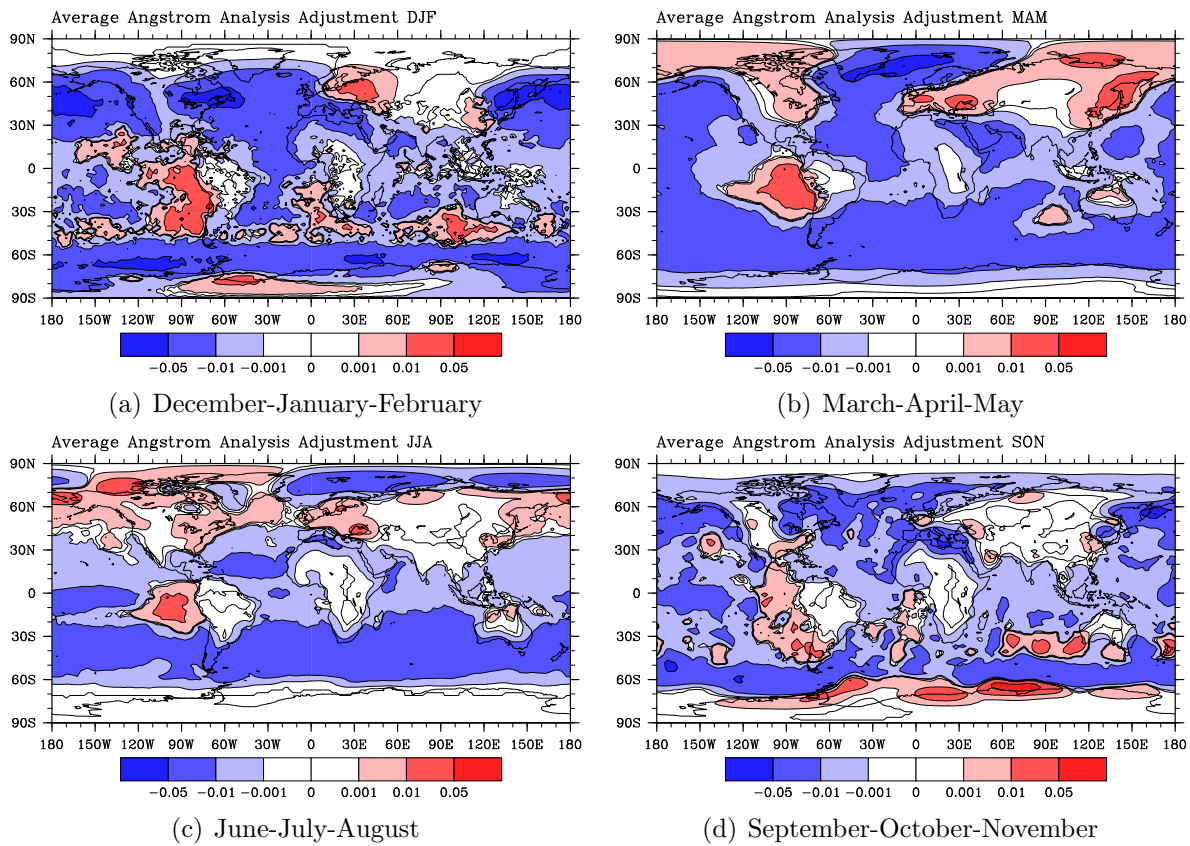 Average Angstrom Analysis Adjustment DJF
90N
60N
30N
0
30S
60S
90S
180 150W 120W 90W 60W 30W 0 30E 60E 90E 120E 150E 180
−0.05 −0.01 −0.001 0 0.001 0.01 0.05
(a) December-January-February
Average Angstrom Analysis Adjustment MAM
90N
60N
30N
0
30S
60S
90S
180 150W 120W 90W 60W 30W 0 30E 60E 90E 120E 150E 180
−0.05 −0.01 −0.001 0 0.001 0.01 0.05
(b) March-April-May
Average Angstrom Analysis Adjustment JJA
90N
60N
30N
0
30S
60S
90S
180 150W 120W 90W 60W 30W 0 30E 60E 90E 120E 150E 180
−0.05 −0.01 −0.001 0 0.001 0.01 0.05
(c) June-July-August
Average Angstrom Analysis Adjustment SON
90N
60N
30N
0
30S
60S
90S
180 150W 120W 90W 60W 30W 0 30E 60E 90E 120E 150E 180
−0.05 −0.01 −0.001 0 0.001 0.01 0.05
(d) September-October-November